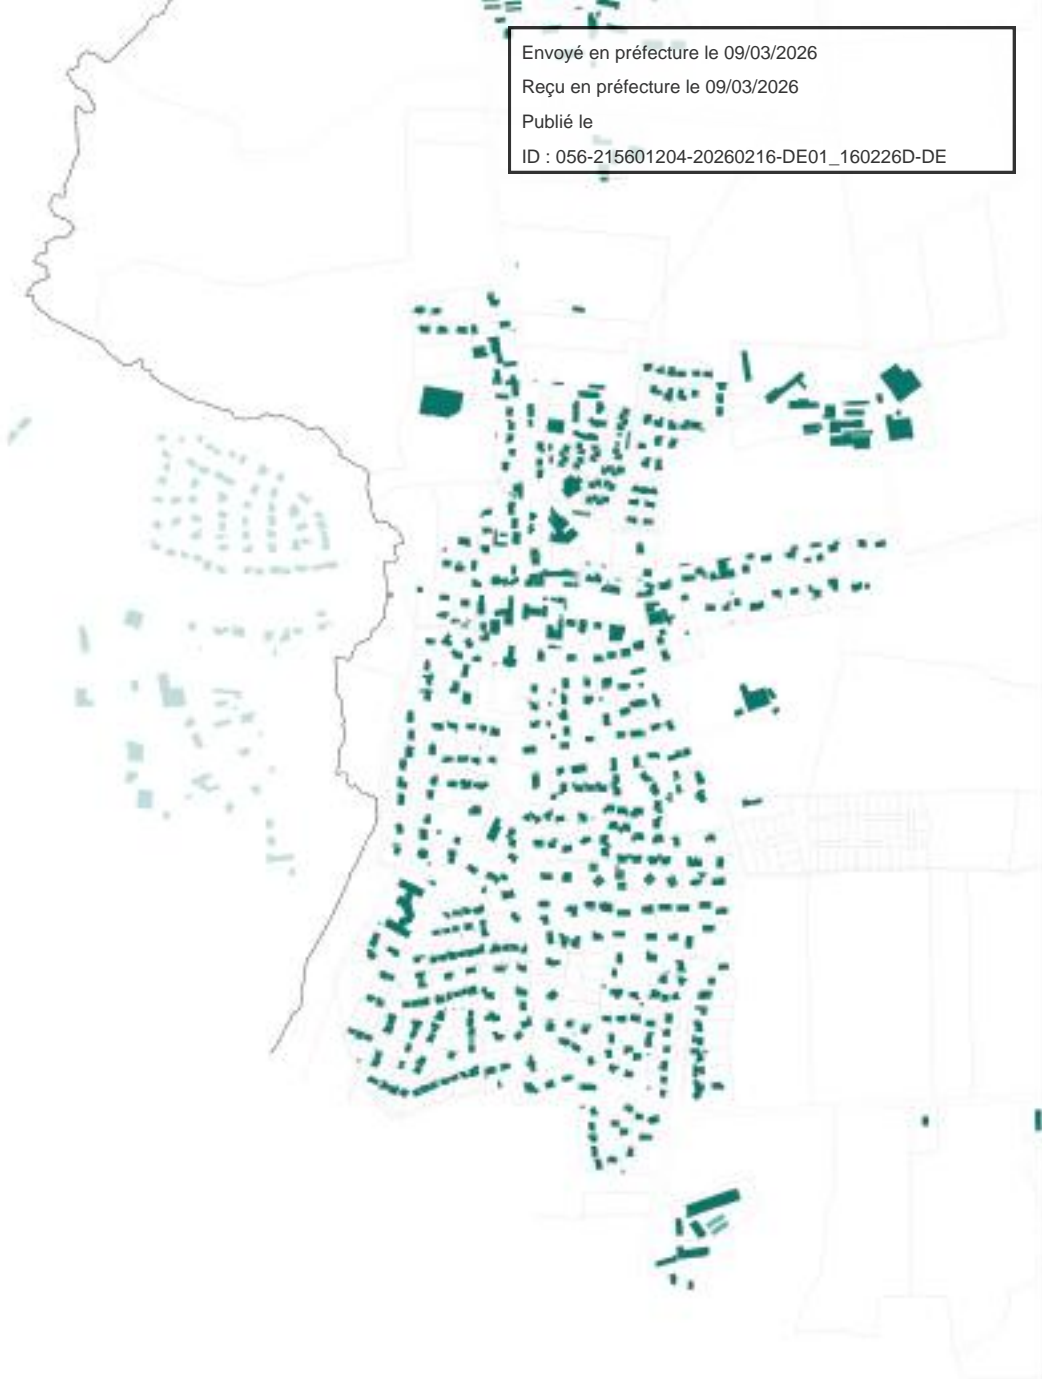 Envoyé en préfecture le 09/03/2026
Reçu en préfecture le 09/03/2026
Publié le
ID : 056-215601204-20260216-DE01_160226D-DE